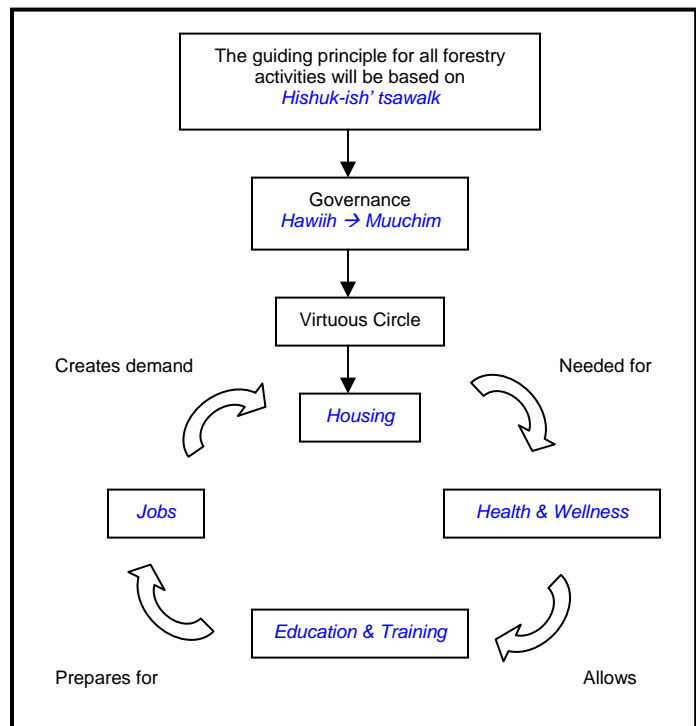 The guiding principle for all forestry
activities will be based on
Hishuk-ish’ tsawalk
Governance
Hawiih → Muuchim
Virtuous Circle
Creates demand
Needed for
Housing
Jobs
Health & Wellness
Education & Training
Prepares for
Allows